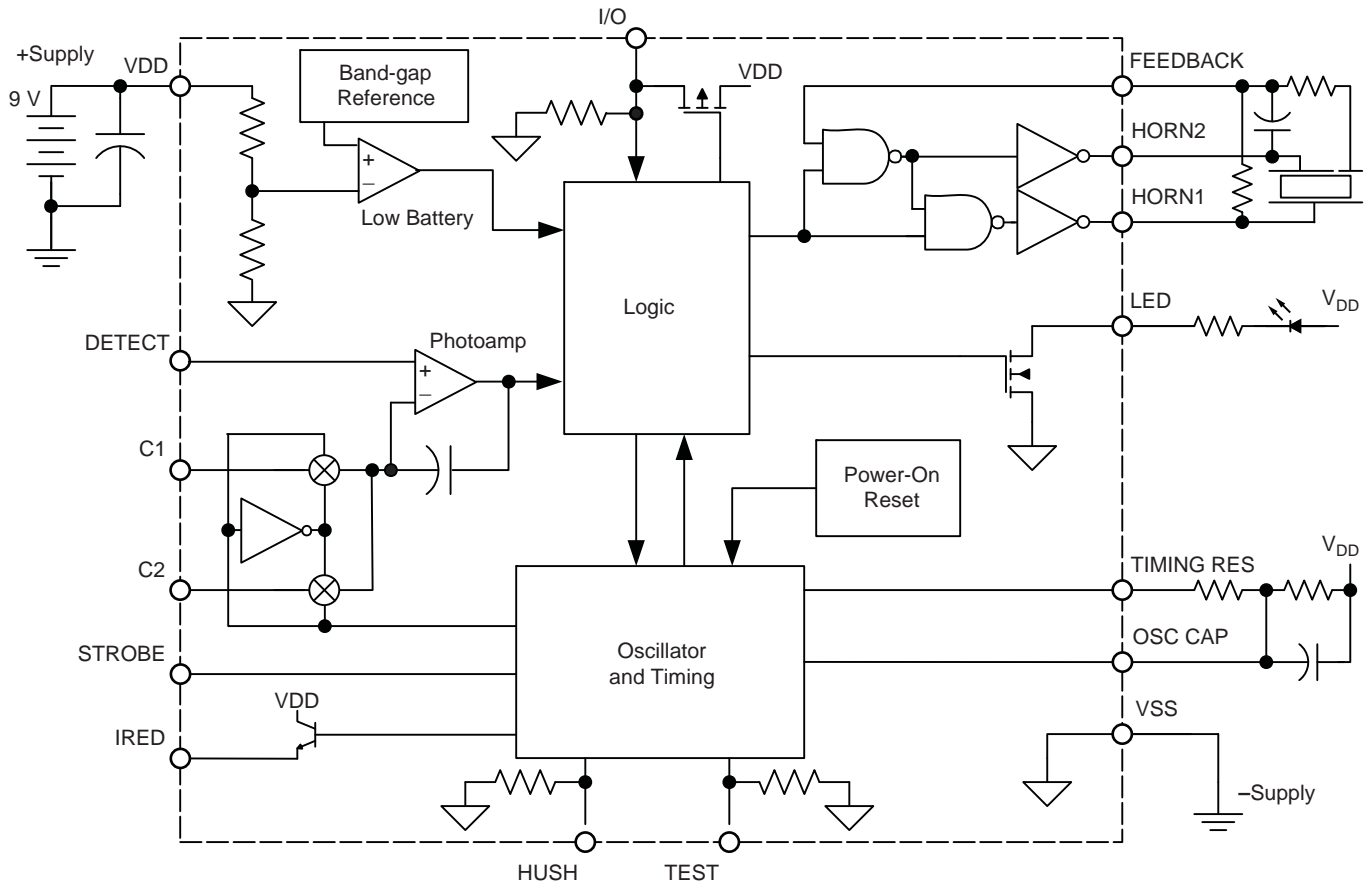 I/O
+Supply
VDD
9 V
Band-gap
Reference
VDD
FEEDBACK
HORN2
HORN1
+
–
Low Battery
Logic
LED
VDD
DETECT
Photoamp
+
–
C1
C2
Power-On
Reset
VDD
TIMING RES
OSC CAP
STROBE
Oscillator
and Timing
VDD
IRED
VSS
–Supply
HUSH
TEST